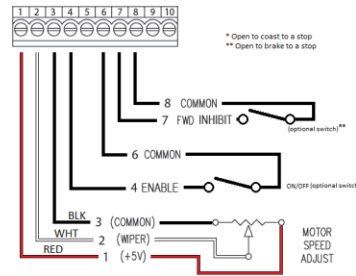 1 2 3 4 5 6 7 8 9 10
* Open to coast to a stop
** Open to brake to a stop
8 COMMON
7 FWD INHIBIT
(optional switch)**
6 COMMON
4 ENABLE
ON/OFF (optional switch
BLK 3 (COMMON)
WHT 2 (WIPER)
RED 1 (+5V)
MOTOR
SPEED
ADJUST